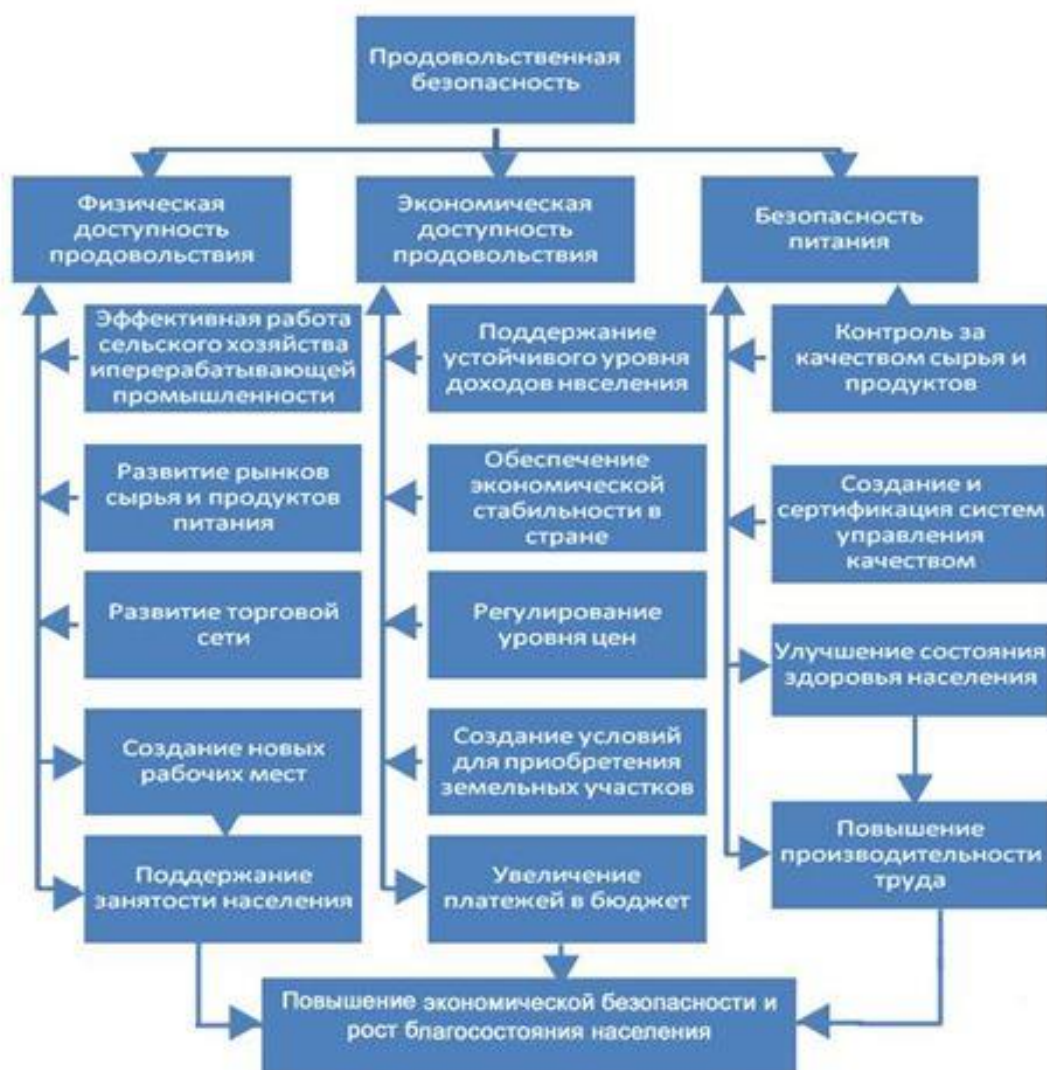 Продовольственная
безопасность
Физическая
доступность
продовольствия
Экономическая
доступность
продовольствия
Безопасность
питания
Эффективная работа
сельского хозяйства
иперерабатывающей
промышленности
Поддержание
устойчивого уровня
доходов нвселения
Контроль за
качеством сырья и
продуктов
Развитие рынков
сырья и продуктов
питания
Обеспечение
экономической
стабильности в
стране
Создание и
сертификация систем
управления
качеством
Развитие торговой
сети
Регулирование
уровня цен
Улучшение состояния
здоровья населения
Создание новых
рабочих мест
Создание условий
для приобретения
земельных участков
Повышение
производительности
труда
Поддержание
занятости населения
Увеличение
платежей в бюджет
Повышение экономической безопасности и
рост благосостояния населения